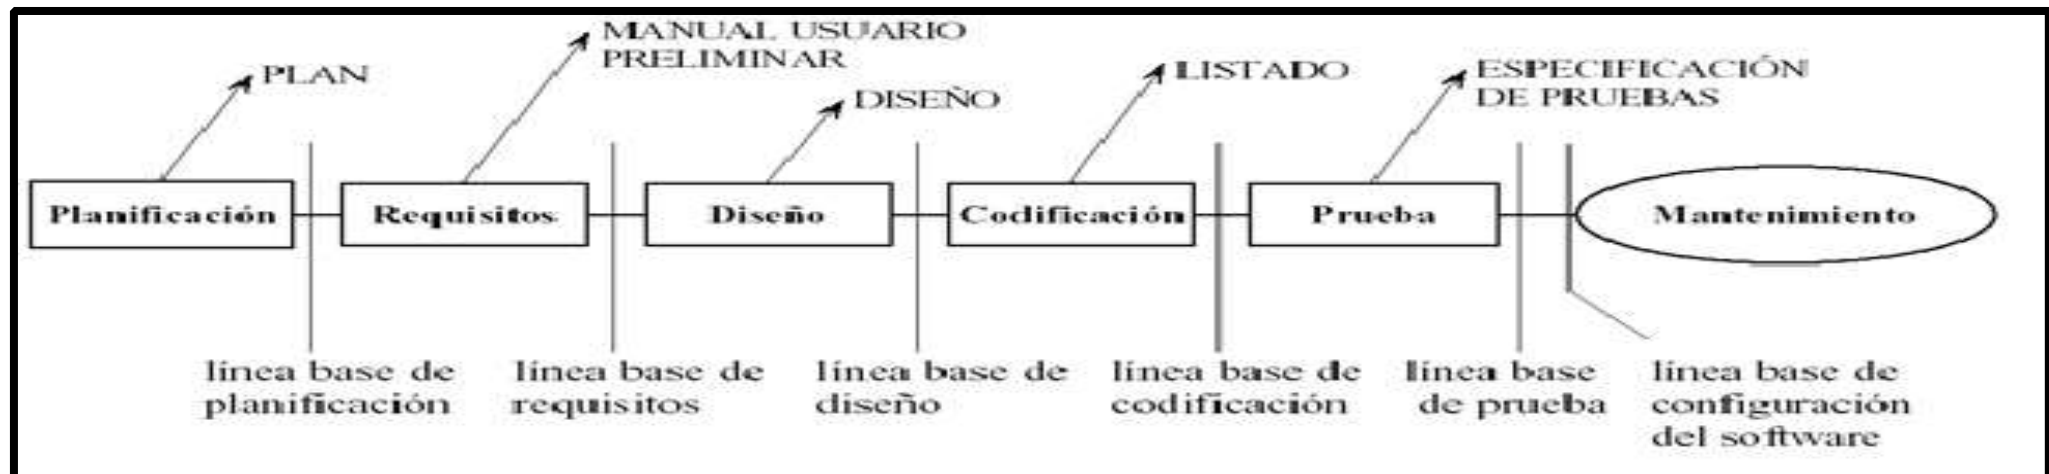 MANUAL USUARIO
PRELIMINAR
PLAN
LISTADO
ESPECIFICACIÓN
DE PRUEBAS
DISEÑO
Planificación
Requisitos
Diseño
Codificación
Prueba
Mantenimiento
línea base de
planificación
línea base de
requisitos
línea base de
diseño
línea base de
codificación
línea base
de prueba
línea base de
configuración
del software